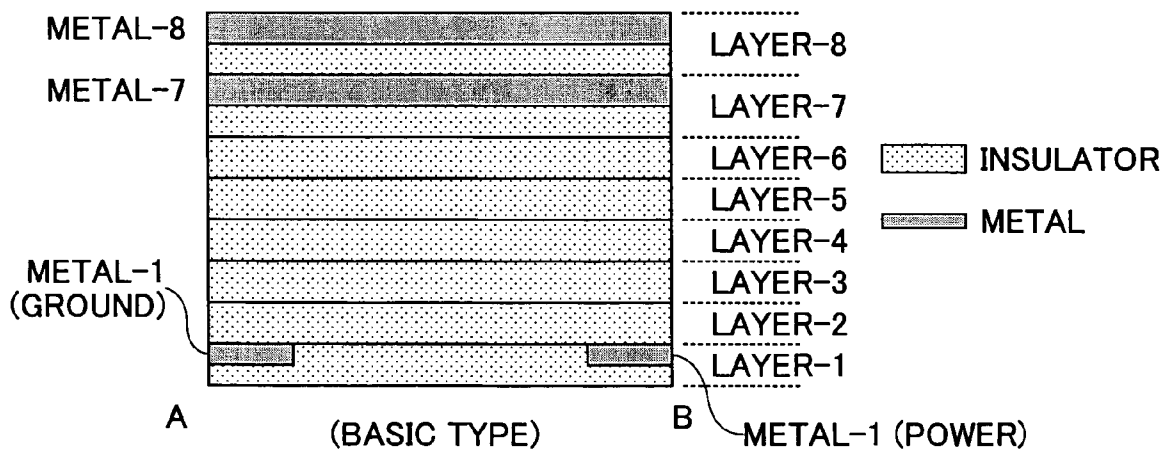 METAL-8
LAYER-8
METAL-7
LAYER-7
LAYER-6
INSULATOR
LAYER-5
METAL
LAYER-4
METAL-1
(GROUND)
LAYER-3
LAYER-2
LAYER-1
A
(BASIC TYPE)
B
METAL-1 (POWER)